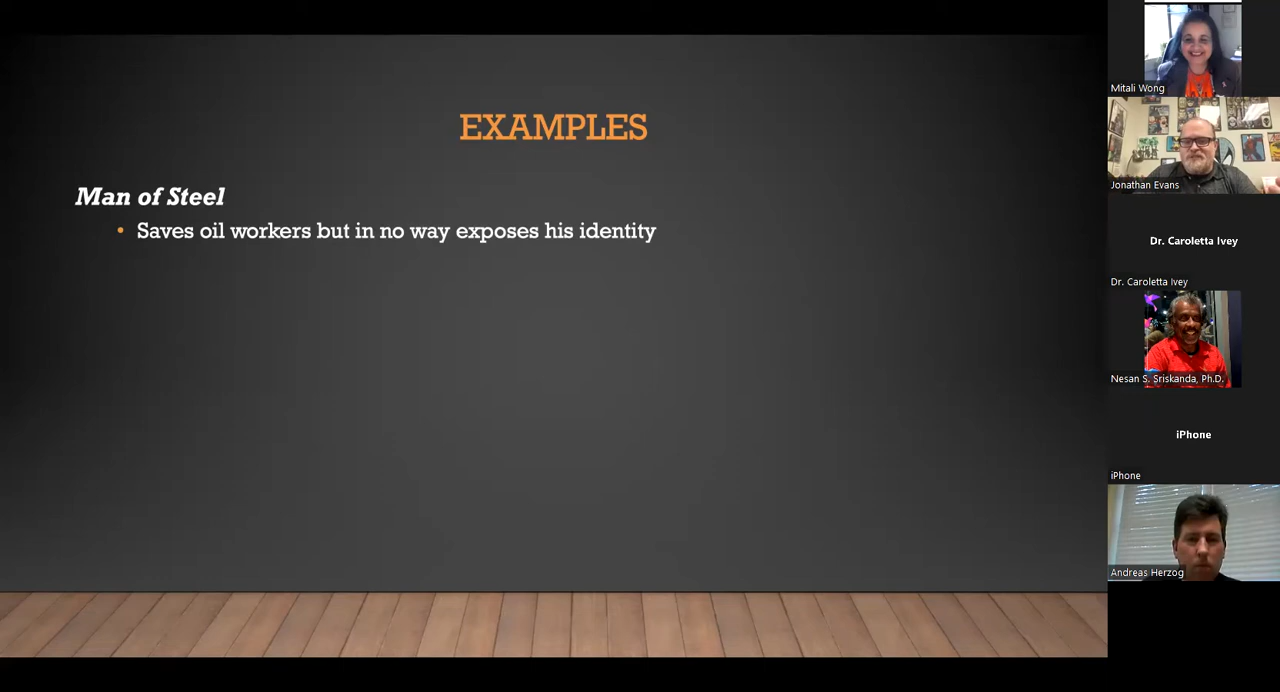 EXAMPLES
Man of Steel
• Saves oil workers but in no way exposes his identity
Mitali Wong
Jonathan Evans
Dr. Caroletta Ivey
Dr. Caroletta Ivey
Nesan S. Sriskanda, Ph.D.
iPhone
iPhone
Andreas Herzog